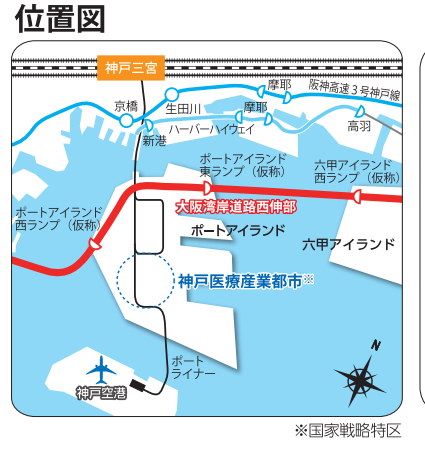 位置図
神戸三宮
阪神高速3号神戸線
摩耶
生田川
京橋
摩耶
高羽
ハーバーハイウェイ
新港
ポートアイランド
東ランプ（仮称）
六甲アイランド
西ランプ（仮称）
大阪湾岸道路西伸部
ポートアイランド
西ランプ（仮称）
ポートアイランド
六甲アイランド
神戸医療産業都市※
N
ポート
ライナー
神戸空港
※国家戦略特区